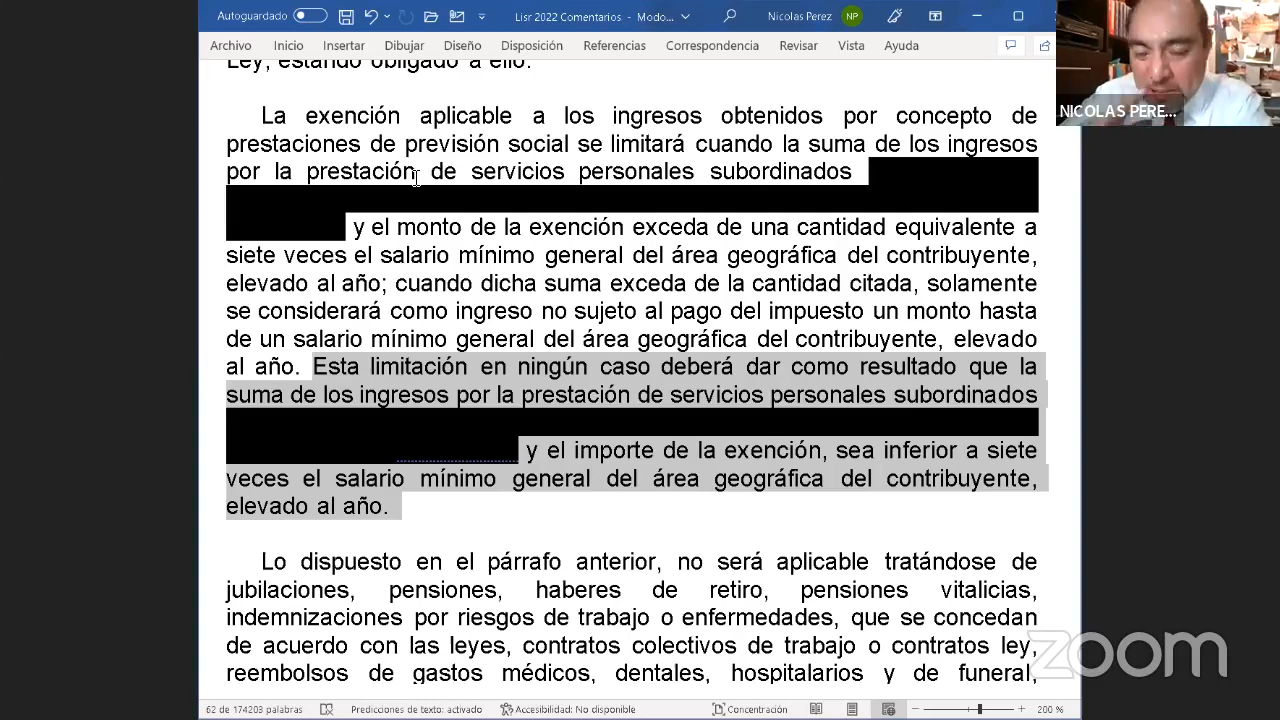 Autoguardado
Lisr 2022 Comentarios - Modo...
Nicolas Perez
NP
Archivo Inicio Insertar Dibujar Diseño Disposición Referencias Correspondencia Revisar Vista Ayuda
Ley, estando obligado a ello.
La exención aplicable a los ingresos obtenidos por concepto de
prestaciones de previsión social se limitará cuando la suma de los ingresos
por la prestación de servicios personales subordinados
y el monto de la exención exceda de una cantidad equivalente a
siete veces el salario mínimo general del área geográfica del contribuyente,
elevado al año; cuando dicha suma exceda de la cantidad citada, solamente
se considerará como ingreso no sujeto al pago del impuesto un monto hasta
de un salario mínimo general del área geográfica del contribuyente, elevado
al año. Esta limitación en ningún caso deberá dar como resultado que la
suma de los ingresos por la prestación de servicios personales subordinados
y el importe de la exención, sea inferior a siete
veces el salario mínimo general del área geográfica del contribuyente,
elevado al año.
Lo dispuesto en el párrafo anterior, no será aplicable tratándose de
jubilaciones, pensiones, haberes de retiro, pensiones vitalicias,
indemnizaciones por riesgos de trabajo o enfermedades, que se concedan
de acuerdo con las leyes, contratos colectivos de trabajo o contratos ley,
reembolsos de gastos médicos, dentales, hospitalarios y de funeral,
62 de 174203 palabras
Predicciones de texto: activado
Accesibilidad: No disponible
Concentración
200 %
NICOLAS PERE...
zoom